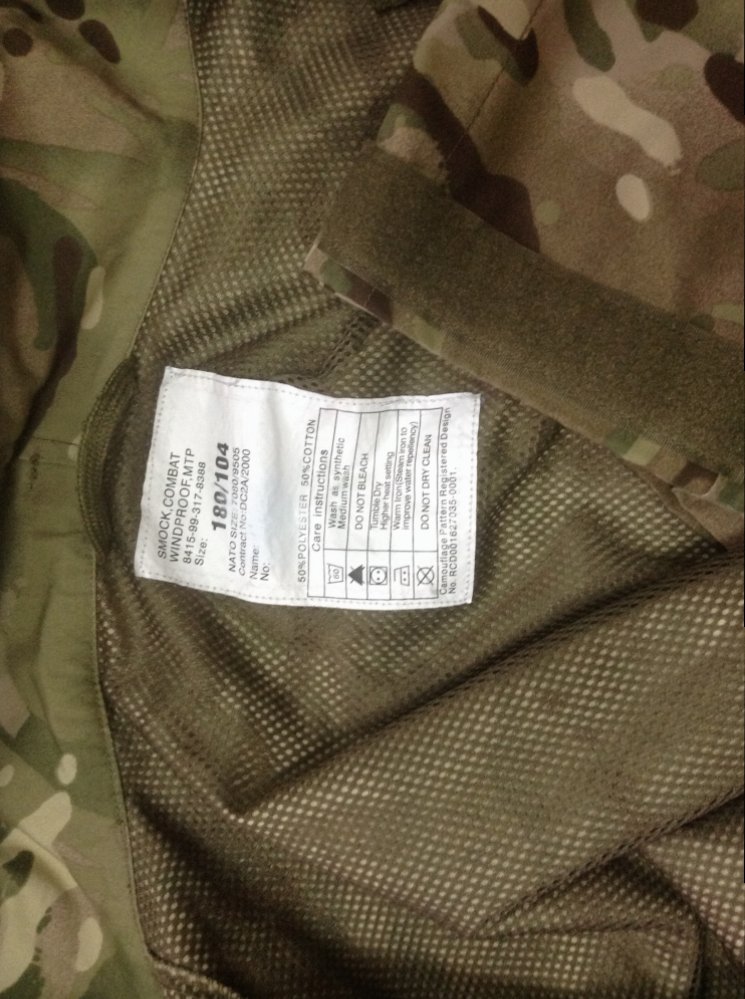 SMOCK,COMBAT
WINDPROOF,MTP
8415-99-317-8388
Size:
180/104
NATO SIZE:7080/9505
Contract No:DC2A/2000
Name:
No:
50%POLYESTER 50%COTTON
Care instructions
60
Wash as synthetic
Medium wash
DO NOT BLEACH
Tumble Dry
Higher heat setting
Warm Iron(Steam iron to
improve water repellency)
DO NOT DRY CLEAN
Camouflage Pattern Registered Design
No. RCD001627035-0001.